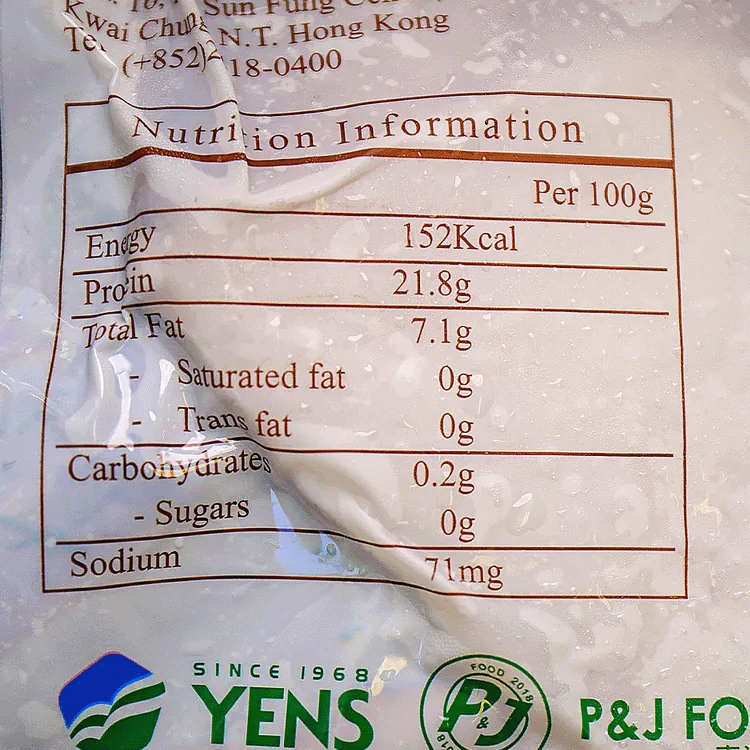 Sun Fung
Kwai Chung, N.T. Hong Kong
(+852)2 18-0400
Nutrition Information
Per 100g
Energy 152Kcal
Protein 21.8g
Total Fat 7.1g
- Saturated fat 0g
- Trans fat 0g
Carbohydrates 0.2g
- Sugars 0g
Sodium 71mg
SINCE 1968
YENS
FOOD 2018
P&J
P&J FO